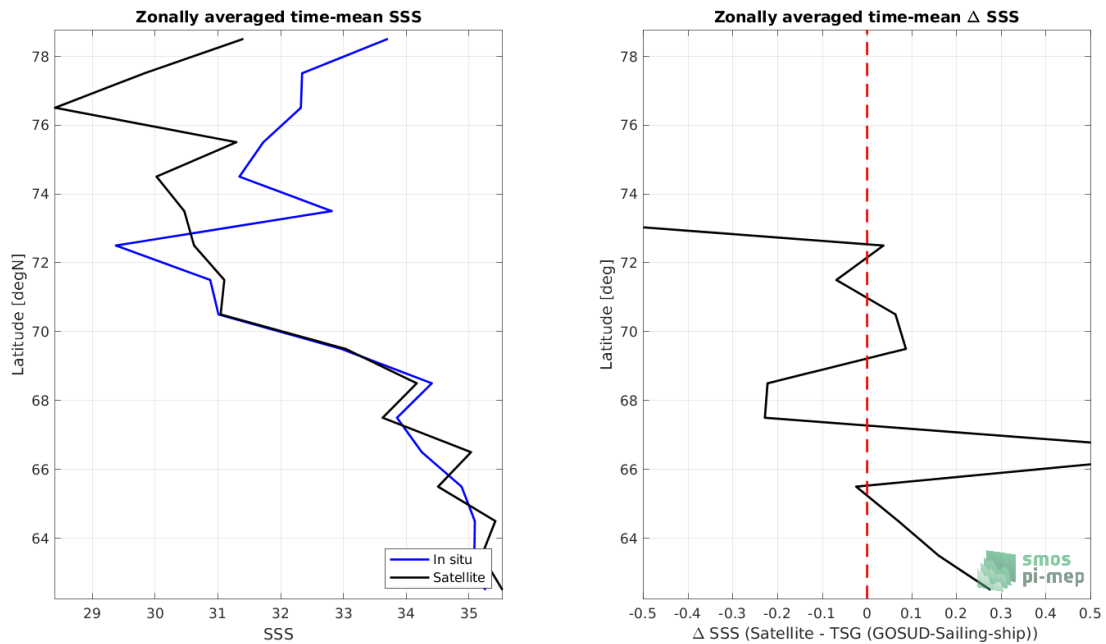 Zonally averaged time-mean SSS
78
76
74
72
70
68
66
64
Latitude [degN]
29 30 31 32 33 34 35
SSS
In situ
Satellite
Zonally averaged time-mean Δ SSS
78
76
74
72
70
68
66
64
Latitude [deg]
-0.5 -0.4 -0.3 -0.2 -0.1 0 0.1 0.2 0.3 0.4 0.5
Δ SSS (Satellite - TSG (GOSUD-Sailing-ship))
smos
pi-mep